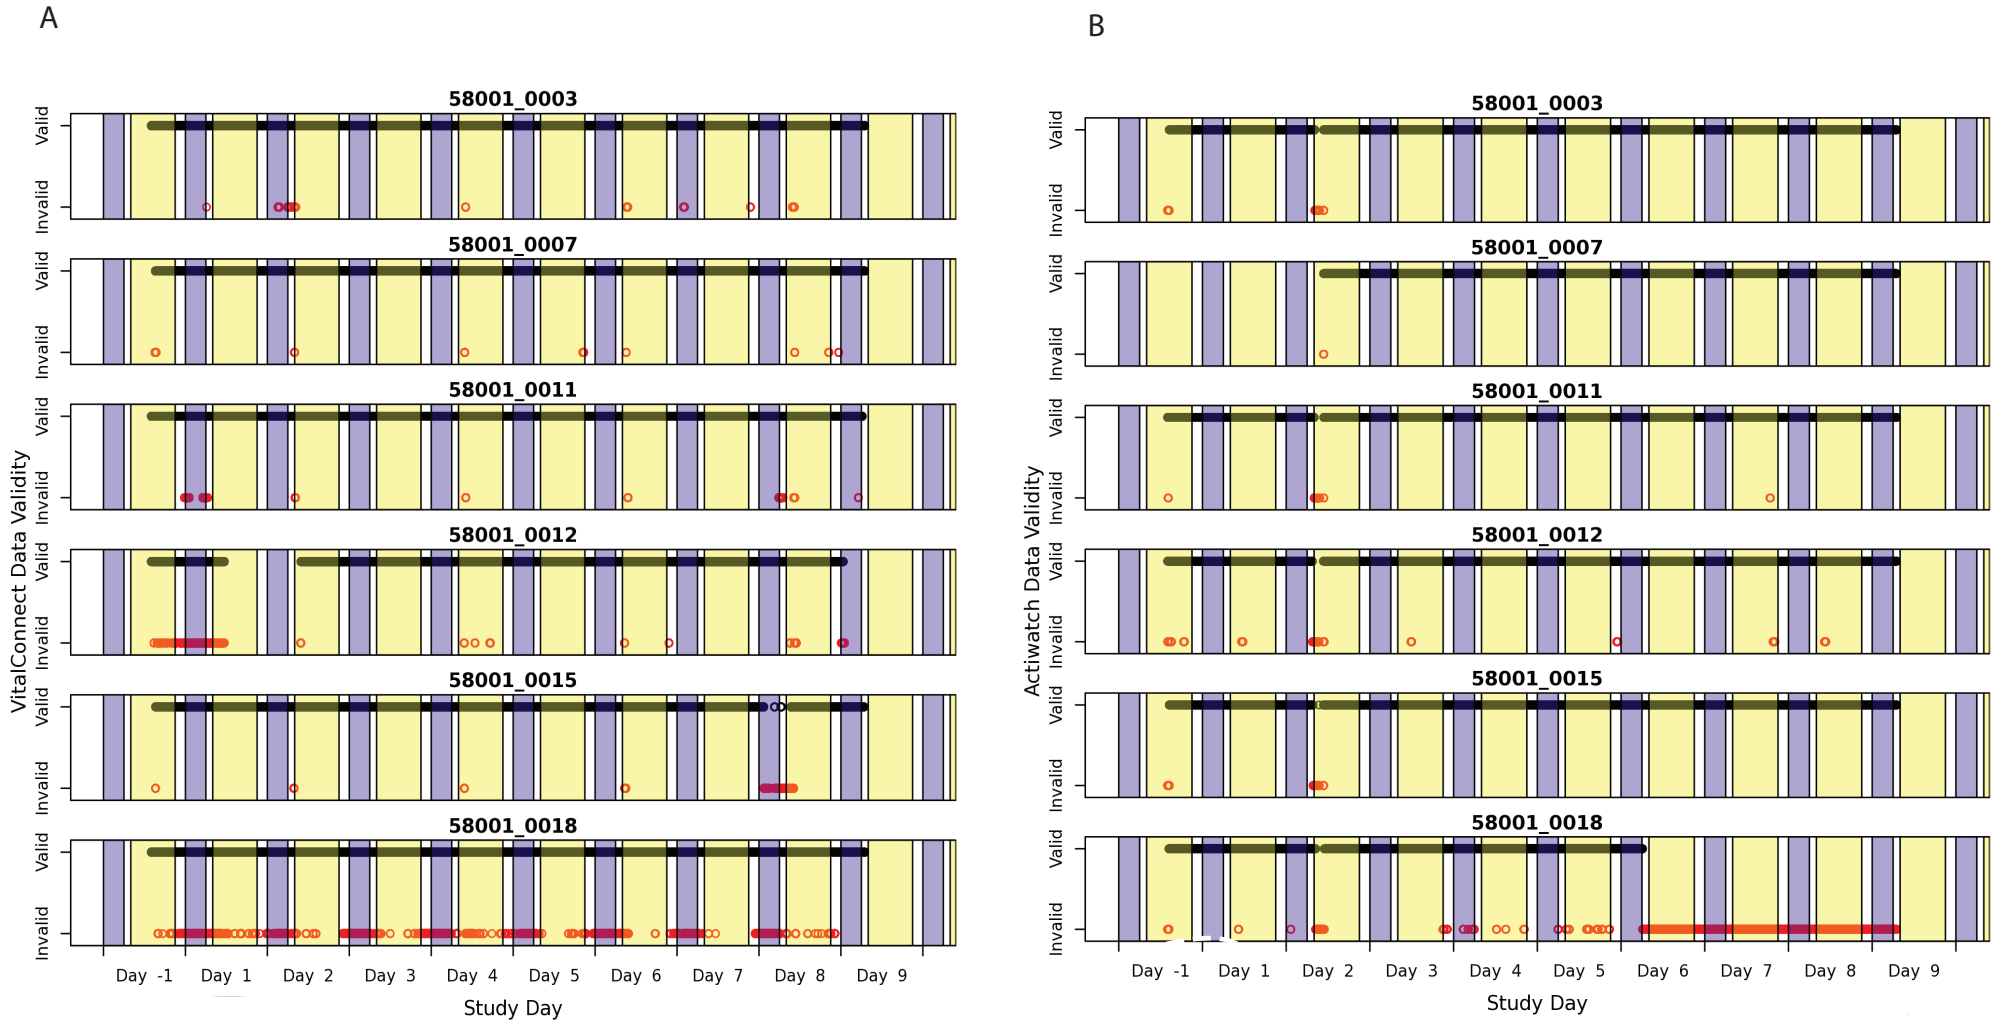 A
VitalConnect Data Validity
58001_0003
Valid
Invalid
58001_0007
Valid
Invalid
58001_0011
Valid
Invalid
58001_0012
Valid
Invalid
58001_0015
Valid
Invalid
58001_0018
Valid
Invalid
Day -1 Day 1 Day 2 Day 3 Day 4 Day 5 Day 6 Day 7 Day 8 Day 9
Study Day
B
Actiwatch Data Validity
58001_0003
Valid
Invalid
58001_0007
Valid
Invalid
58001_0011
Valid
Invalid
58001_0012
Valid
Invalid
58001_0015
Valid
Invalid
58001_0018
Valid
Invalid
Day -1 Day 1 Day 2 Day 3 Day 4 Day 5 Day 6 Day 7 Day 8 Day 9
Study Day